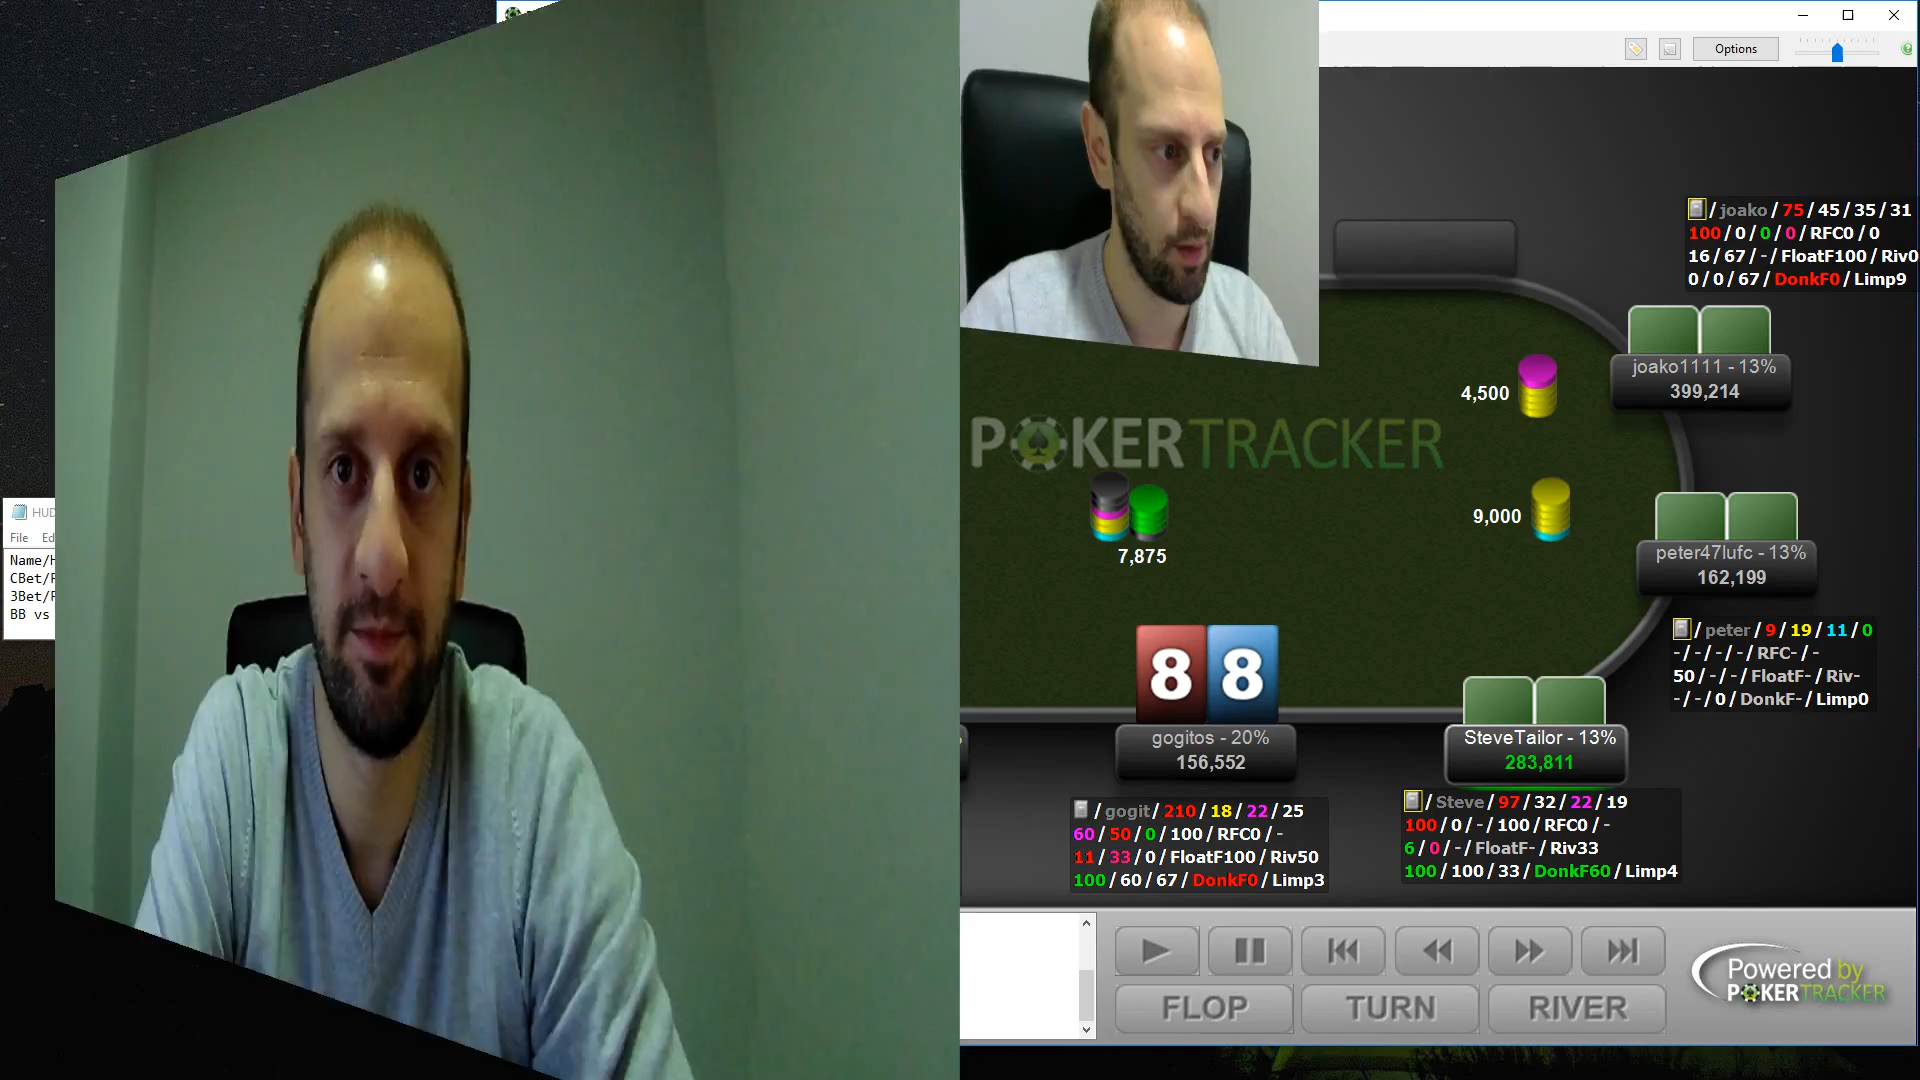 Options
/ joako / 75 / 45 / 35 / 31
100 / 0 / 0 / 0 / RFC0 / 0
16 / 67 / - / FloatF100 / Riv0
0 / 0 / 67 / DonkF0 / Limp9
joako1111 - 13%
399,214
4,500
POKERTRACKER
9,000
7,875
peter47lufc - 13%
162,199
/ peter / 9 / 19 / 11 / 0
- / - / - / - / RFC- / -
50 / - / - / FloatF- / Riv-
- / - / 0 / DonkF- / Limp0
HUD
File Ed
Name/H
CBet/F
3Bet/F
BB vs
8 8
gogitos - 20%
156,552
SteveTailor - 13%
283,811
/ gogit / 210 / 18 / 22 / 25
60 / 50 / 0 / 100 / RFC0 / -
11 / 33 / 0 / FloatF100 / Riv50
100 / 60 / 67 / DonkF0 / Limp3
/ Steve / 97 / 32 / 22 / 19
100 / 0 / - / 100 / RFC0 / -
6 / 0 / - / FloatF- / Riv33
100 / 100 / 33 / DonkF60 / Limp4
FLOP TURN RIVER
Powered by
POKERTRACKER